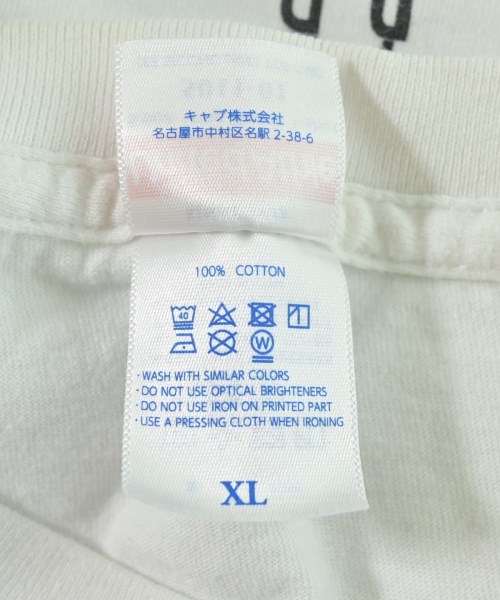 キャブ株式会社
名古屋市中村区名駅 2-38-6
100% COTTON
40
W
・WASH WITH SIMILAR COLORS
・DO NOT USE OPTICAL BRIGHTENERS
・DO NOT USE IRON ON PRINTED PART
・USE A PRESSING CLOTH WHEN IRONING
XL